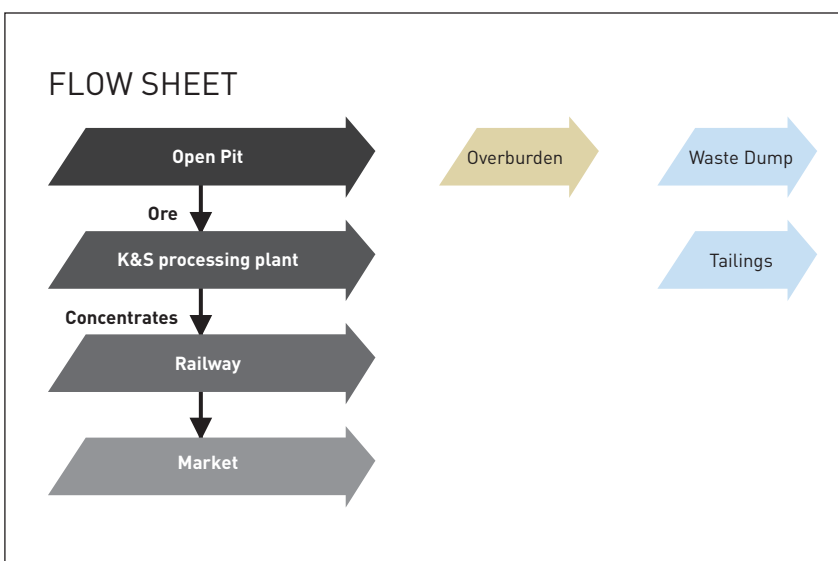 FLOW SHEET
Open Pit
Overburden
Waste Dump
Ore
K&S processing plant
Tailings
Concentrates
Railway
Market